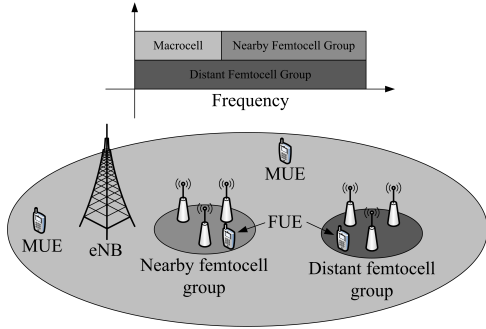 Macrocell
Nearby Femtocell Group
Distant Femtocell Group
Frequency
MUE
FUE
MUE
eNB
Nearby femtocell
group
Distant femtocell
group